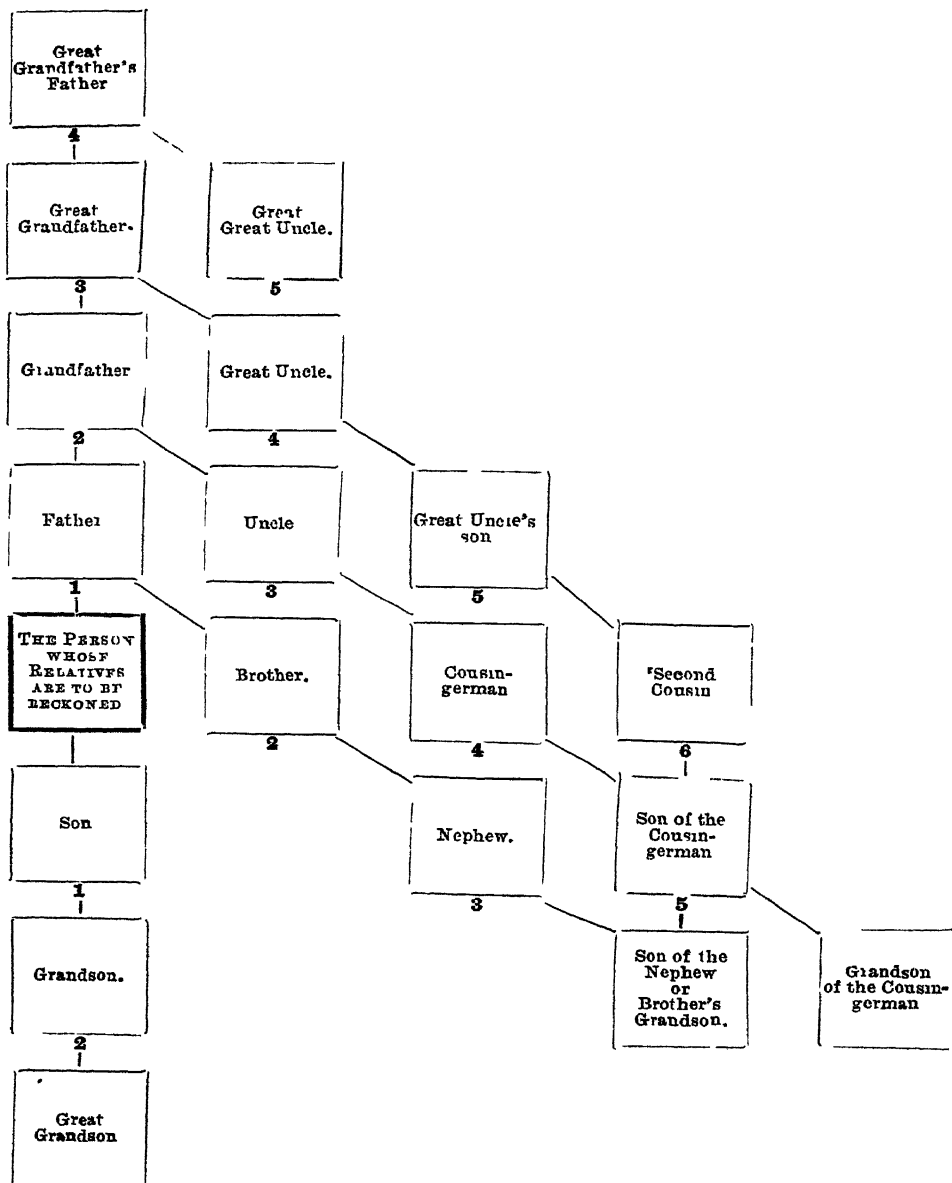 Great
Grandfather's
Father
4
Great
Grandfather.
Great
Great Uncle.
3
5
Grandfather
Great Uncle.
2
4
Father
Uncle
Great Uncle's
son
1
3
5
THE PERSON
WHOSE
RELATIVES
ARE TO BE
RECKONED
Brother.
Cousin-
german
Second
Cousin
2
4
6
Son
Nephew.
Son of the
Cousin-
german
1
3
5
Grandson.
Son of the
Nephew
or
Brother's
Grandson.
Grandson
of the Cousin-
german
2
Great
Grandson